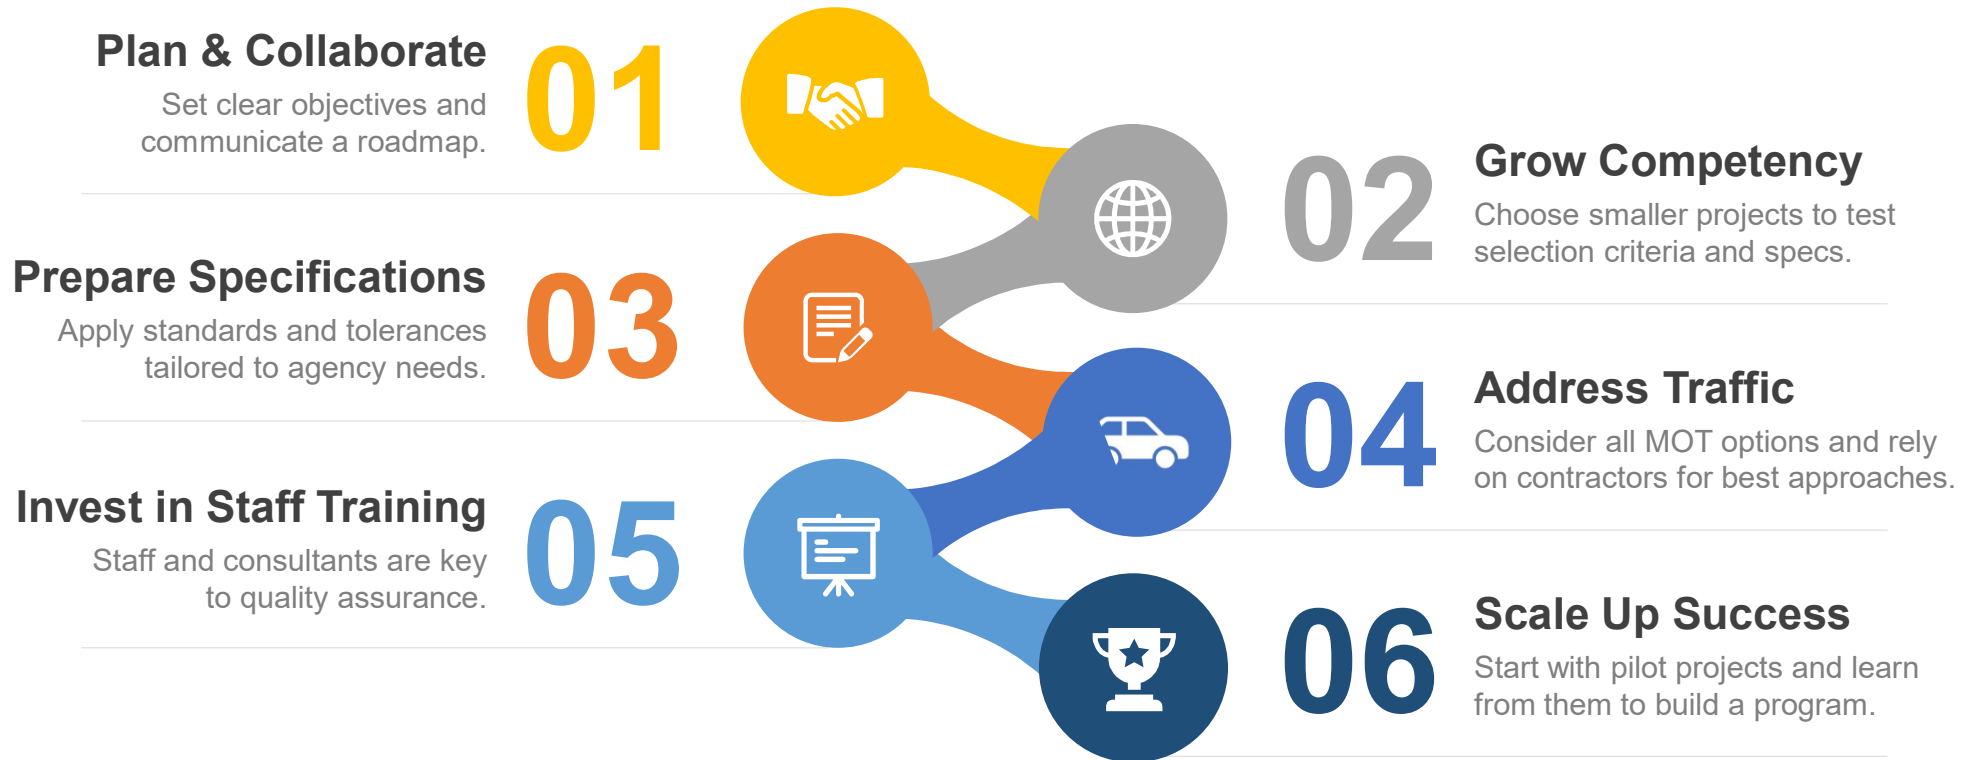 Plan & Collaborate
Set clear objectives and
communicate a roadmap.
01
02
Grow Competency
Choose smaller projects to test
selection criteria and specs.
Prepare Specifications
Apply standards and tolerances
tailored to agency needs.
03
04
Address Traffic
Consider all MOT options and rely
on contractors for best approaches.
Invest in Staff Training
Staff and consultants are key
to quality assurance.
05
06
Scale Up Success
Start with pilot projects and learn
from them to build a program.